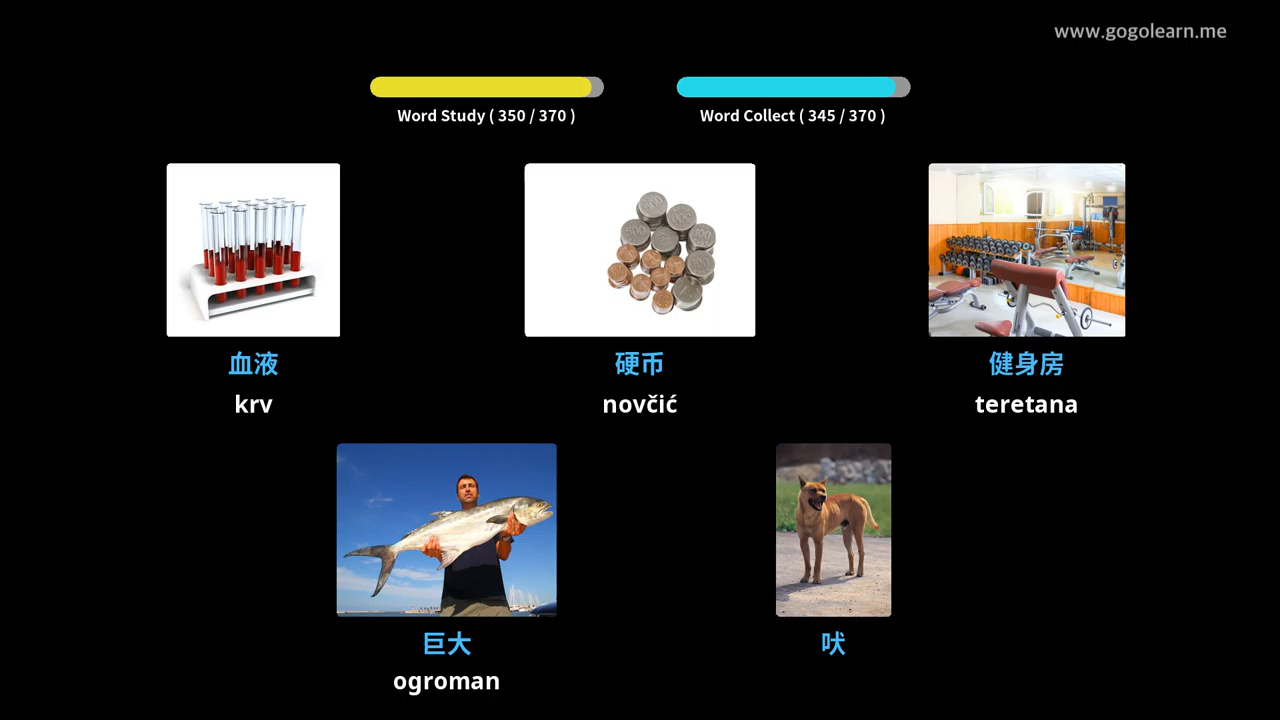 www.gogolearn.me
Word Study ( 350 / 370 )
Word Collect ( 345 / 370 )
血液
硬币
健身房
krv
novčić
teretana
巨大
吠
ogroman